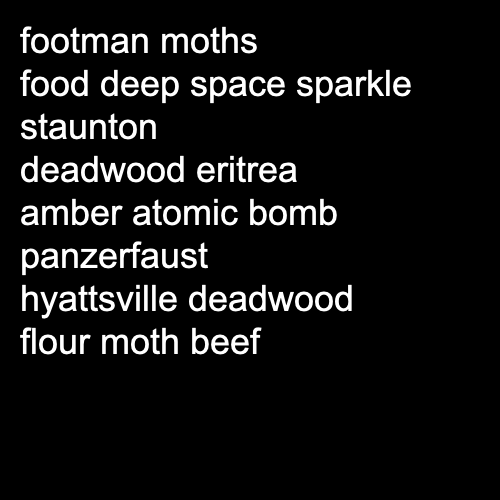 footman moths
food deep space sparkle
staunton
deadwood eritrea
amber atomic bomb
panzerfaust
hyattsville deadwood
flour moth beef